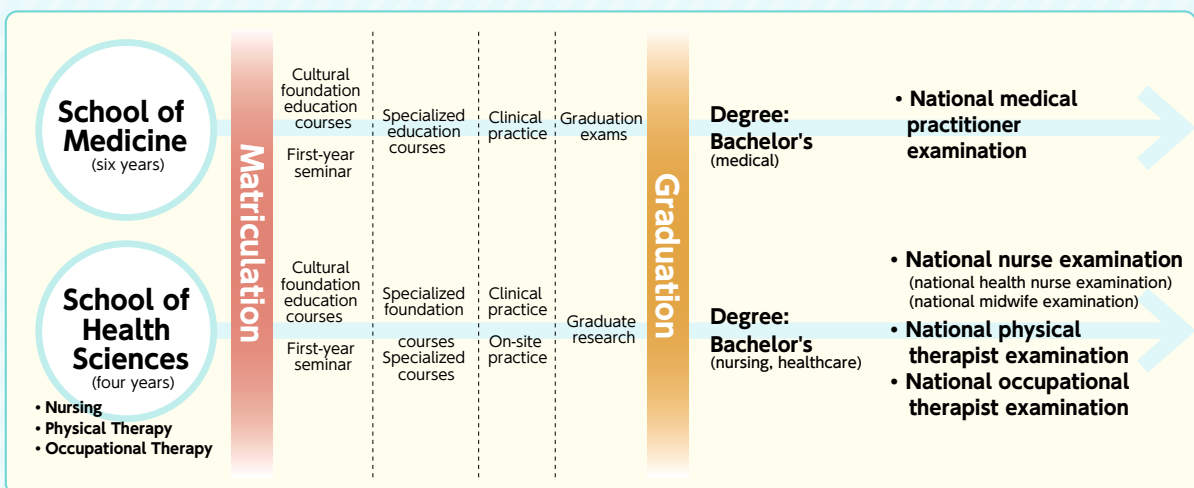 School of
Medicine
(six years)
Matriculation
Cultural
foundation
education
courses
First-year
seminar
Specialized
education
courses
Clinical
practice
Graduation
exams
Graduation
Degree:
Bachelor's
(medical)
• National medical
practitioner
examination
School of
Health
Sciences
(four years)
• Nursing
• Physical Therapy
• Occupational Therapy
Cultural
foundation
education
courses
First-year
seminar
Specialized
foundation
courses
Specialized
courses
Clinical
practice
On-site
practice
Graduate
research
Degree:
Bachelor's
(nursing, healthcare)
• National nurse examination
(national health nurse examination)
(national midwife examination)
• National physical
therapist examination
• National occupational
therapist examination